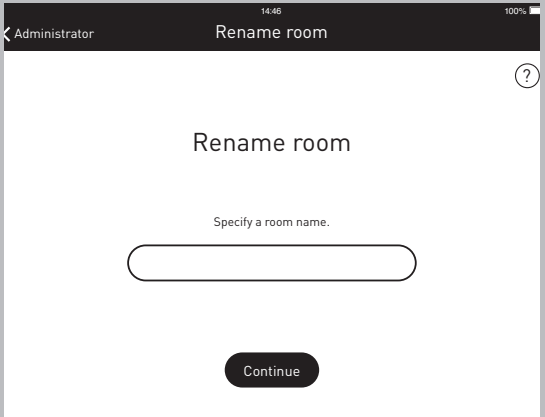 14:46
100%
Administrator
Rename room
?
Rename room
Specify a room name.
Continue